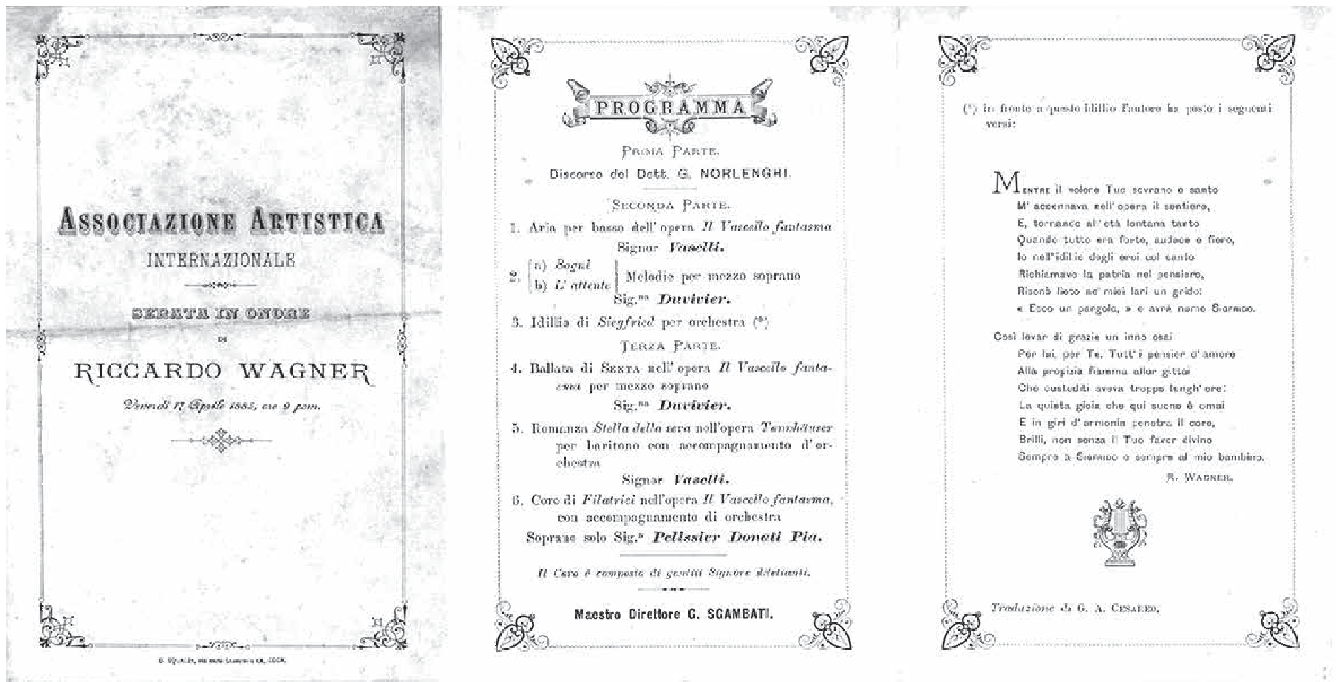 ASSOCIAZIONE ARTISTICA
INTERNAZIONALE
SERATA IN ONORE
DI
RICCARDO WAGNER
Venerdì 17 Aprile 1885, ore 9 pom.
PROGRAMMA
PRIMA PARTE.
Discorso del Dott. G. NORLENGHI.
SECONDA PARTE.
1. Aria per basso dell'opera Il Vascello fantasma
Signor Vaselli.
2. a) Sogni
b) L'attente
Melodie per mezzo soprano
Sig.na Duvivier.
3. Idillio di Siegfried per orchestra (*)
TERZA PARTE.
4. Ballata di SENTA nell'opera Il Vascello fanta-
sma per mezzo soprano
Sig.na Duvivier.
5. Romanza Stella della sera nell'opera Tannhäuser
per baritono con accompagnamento d'or-
chestra
Signor Vaselli.
6. Coro di Filatrici nell'opera Il Vascello fantasma,
con accompagnamento di orchestra
Soprano solo Sig.a Pelissier Donati Pia.
Il Coro è composto di gentili Signore dilettanti.
Maestro Direttore G. SGAMBATI.
(*) in fronte a questo idillio l'autore ha posto i seguenti
versi:
MENTRE il volere Tuo sovrano e santo
M'accennava nell'opera il sentiero,
E, tornando all'età lontana tanto
Quando tutto era forte, audace e fiero,
Io nell'idilio degli eroi col canto
Richiamavo la patria nel pensiero,
Risonò lieto ne' miei lari un grido:
« Ecco un pargolo, » e avrà nome SIGFRIDO.
Così levar di grazie un inno osai
Per lui, per Te. Tutt'i pensier d'amore
Alla propizia fiamma allor gittai
Che custoditi aveva troppe lungh'ore:
La quieta gioia che qui suona è omai
E in giri d'armonia penetra il core,
Brilli, non senza il Tuo favor divino
Sempre a SIGFRIDO e sempre al mio bambino.
R. WAGNER.
Traduzione di G. A. CESAREO.